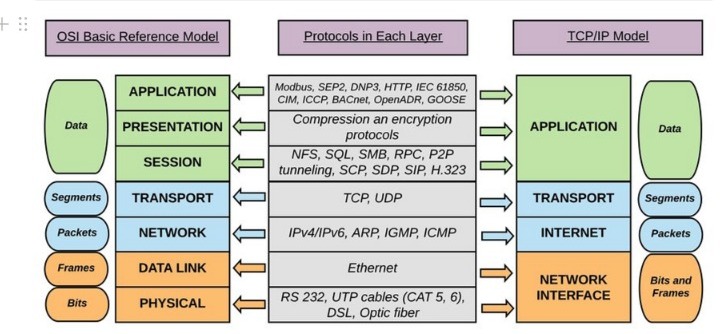 OSI Basic Reference Model
Protocols in Each Layer
TCP/IP Model
Data
APPLICATION
Modbus, SEP2, DNP3, HTTP, IEC 61850,
CIM, ICCP, BACnet, OpenADR, GOOSE
APPLICATION
Data
PRESENTATION
Compression an encryption
protocols
SESSION
NFS, SQL, SMB, RPC, P2P
tunneling, SCP, SDP, SIP, H.323
Segments
TRANSPORT
TCP, UDP
TRANSPORT
Segments
Packets
NETWORK
IPv4/IPv6, ARP, IGMP, ICMP
INTERNET
Packets
Frames
DATA LINK
Ethernet
NETWORK
INTERFACE
Bits and
Frames
Bits
PHYSICAL
RS 232, UTP cables (CAT 5, 6),
DSL, Optic fiber